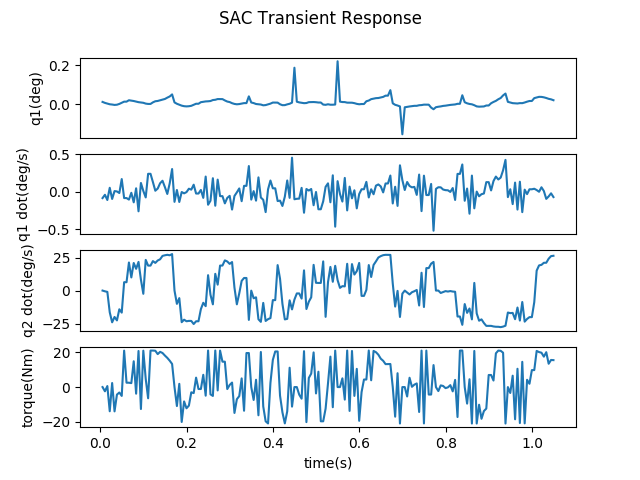 SAC Transient Response
q1(deg)
0.2
0.0
q1 dot(deg/s)
0.5
0.0
−0.5
q2 dot(deg/s)
25
0
−25
torque(Nm)
20
0
−20
0.0 0.2 0.4 0.6 0.8 1.0
time(s)